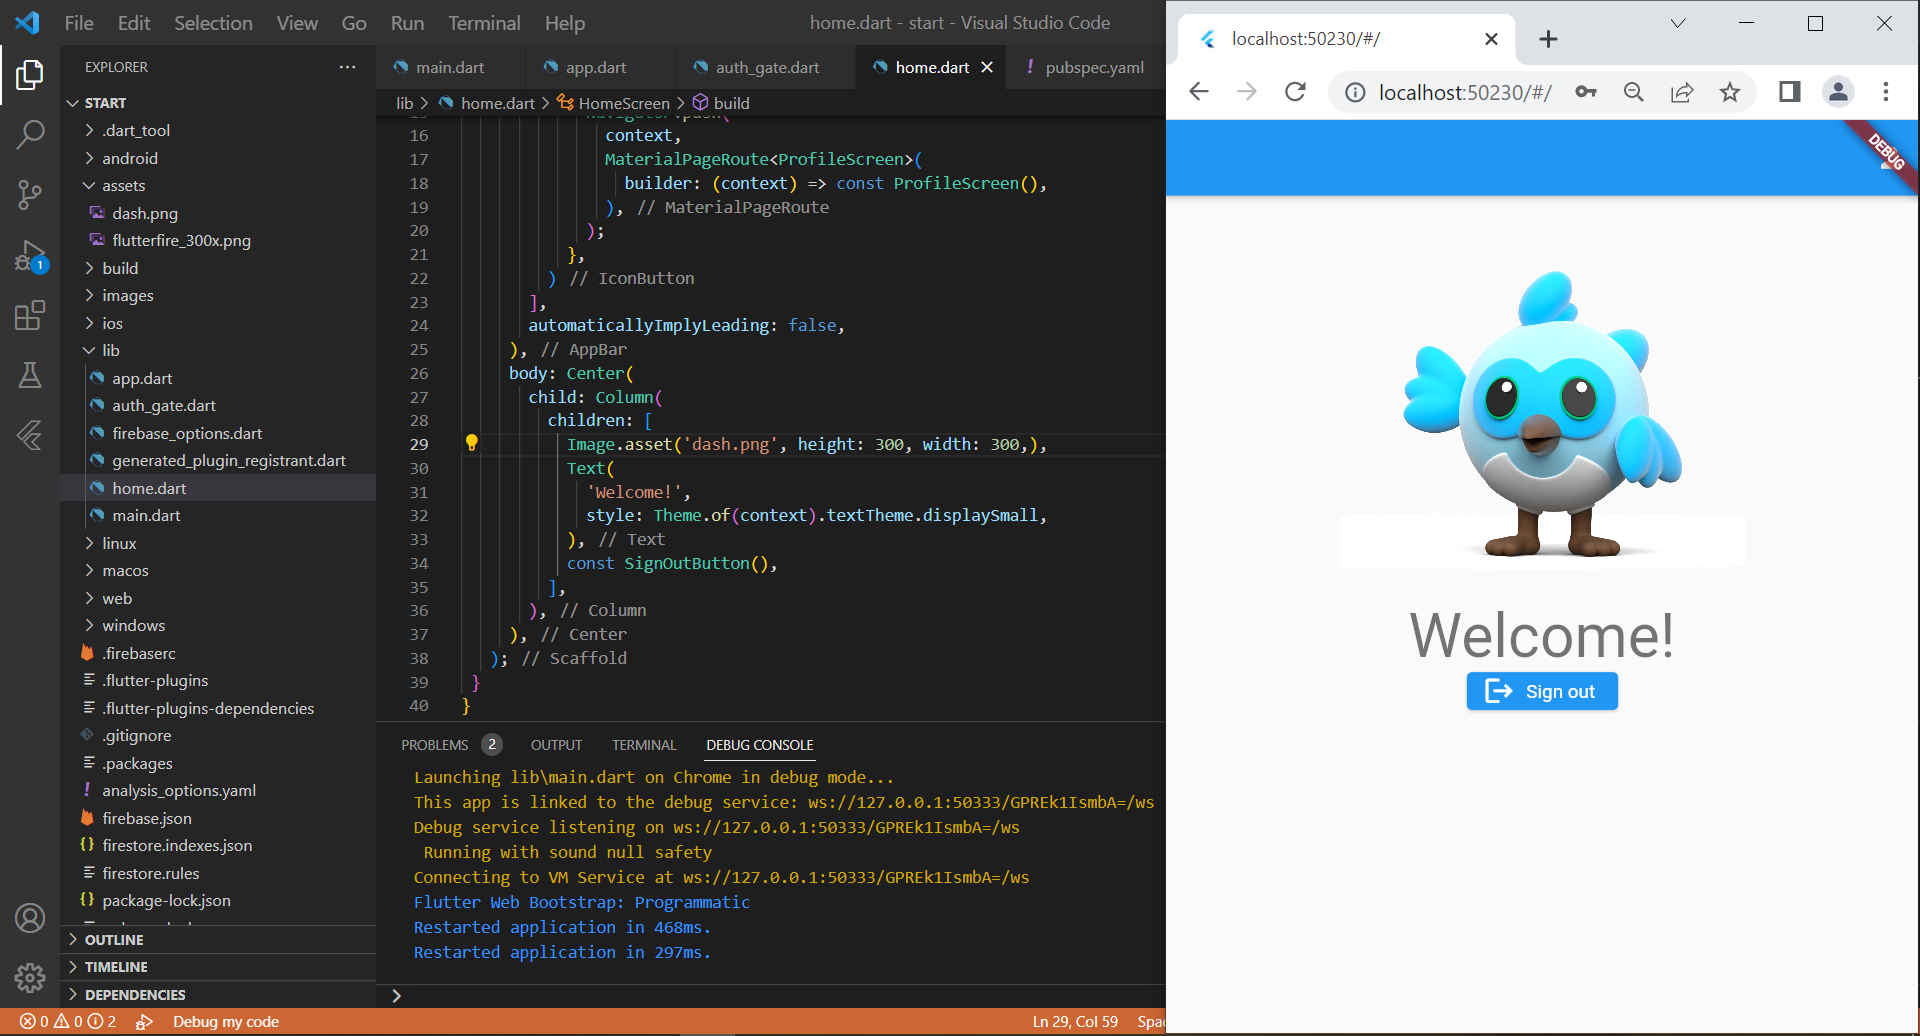 File Edit Selection View Go Run Terminal Help
home.dart - start - Visual Studio Code
EXPLORER
START
.dart_tool
android
assets
dash.png
flutterfire_300x.png
build
images
ios
lib
app.dart
auth_gate.dart
firebase_options.dart
generated_plugin_registrant.dart
home.dart
main.dart
linux
macos
web
windows
.firebaserc
.flutter-plugins
.flutter-plugins-dependencies
.gitignore
.packages
analysis_options.yaml
firebase.json
firestore.indexes.json
firestore.rules
package-lock.json
OUTLINE
TIMELINE
DEPENDENCIES
1
main.dart app.dart auth_gate.dart home.dart pubspec.yaml
lib > home.dart > HomeScreen > build
16 context,
17 MaterialPageRoute<ProfileScreen>(
18 builder: (context) => const ProfileScreen(),
19 ), // MaterialPageRoute
20 );
21 },
22 ) // IconButton
23 ],
24 automaticallyImplyLeading: false,
25 ), // AppBar
26 body: Center(
27 child: Column(
28 children: [
29 Image.asset('dash.png', height: 300, width: 300,),
30 Text(
31 'Welcome!',
32 style: Theme.of(context).textTheme.displaySmall,
33 ), // Text
34 const SignOutButton(),
35 ],
36 ), // Column
37 ), // Center
38 ); // Scaffold
39 }
40 }
PROBLEMS 2 OUTPUT TERMINAL DEBUG CONSOLE
Launching lib\main.dart on Chrome in debug mode...
This app is linked to the debug service: ws://127.0.0.1:50333/GPREk1IsmbA=/ws
Debug service listening on ws://127.0.0.1:50333/GPREk1IsmbA=/ws
Running with sound null safety
Connecting to VM Service at ws://127.0.0.1:50333/GPREk1IsmbA=/ws
Flutter Web Bootstrap: Programmatic
Restarted application in 468ms.
Restarted application in 297ms.
>
0 0 2 Debug my code
Ln 29, Col 59 Spac
localhost:50230/#/
localhost:50230/#/
DEBUG
Welcome!
Sign out